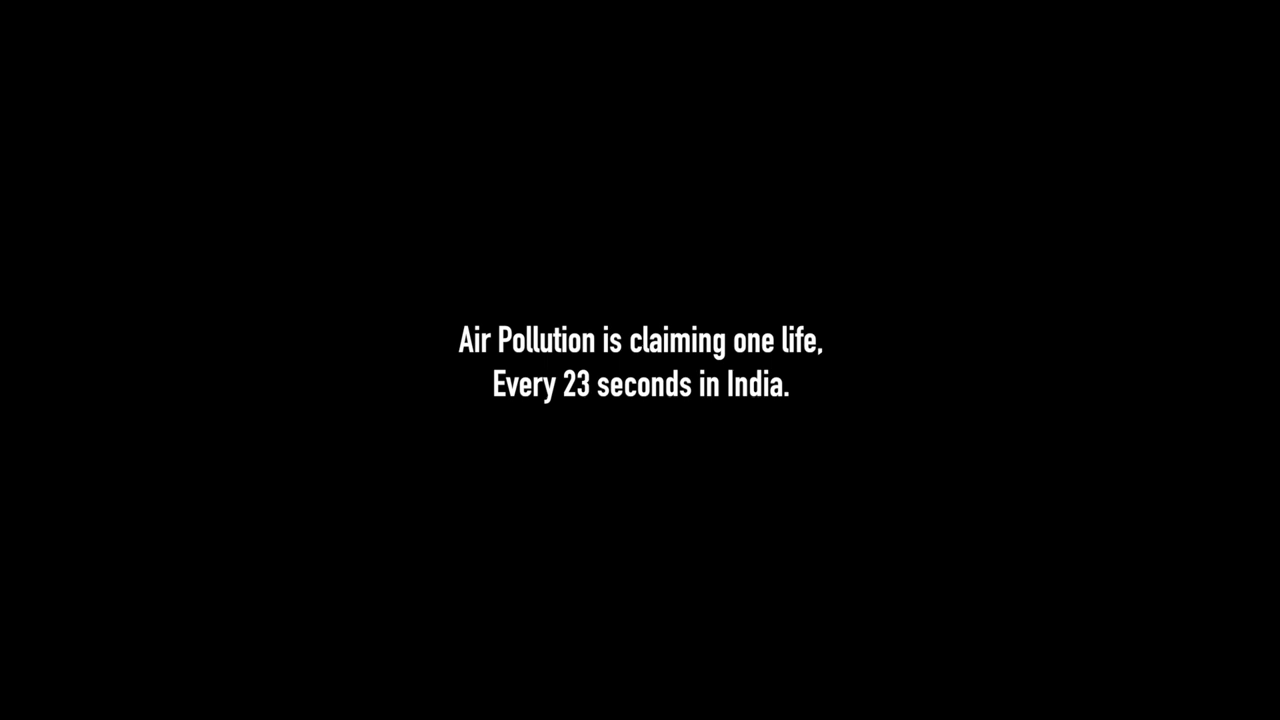 Air Pollution is claiming one life,
Every 23 seconds in India.